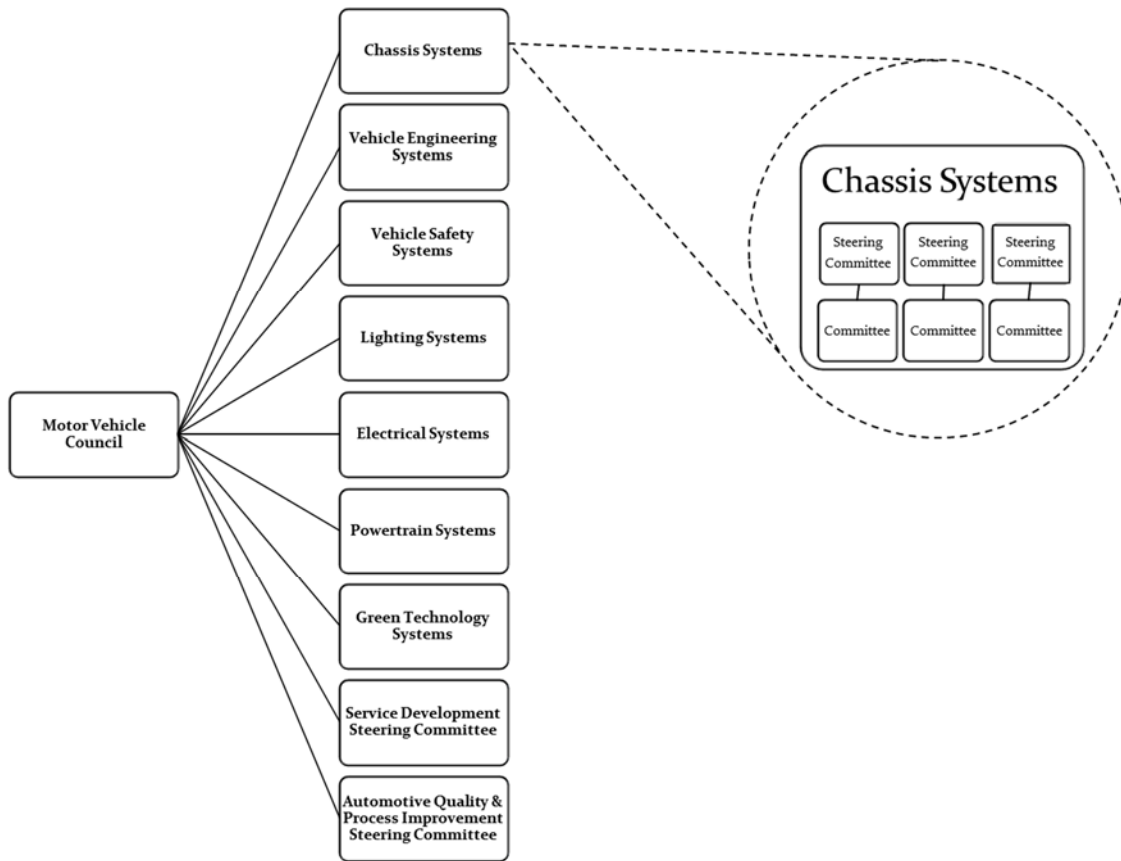 Chassis Systems
Vehicle Engineering
Systems
Vehicle Safety
Systems
Lighting Systems
Motor Vehicle
Council
Electrical Systems
Powertrain Systems
Green Technology
Systems
Service Development
Steering Committee
Automotive Quality &
Process Improvement
Steering Committee
Chassis Systems
Steering
Committee
Steering
Committee
Steering
Committee
Committee
Committee
Committee